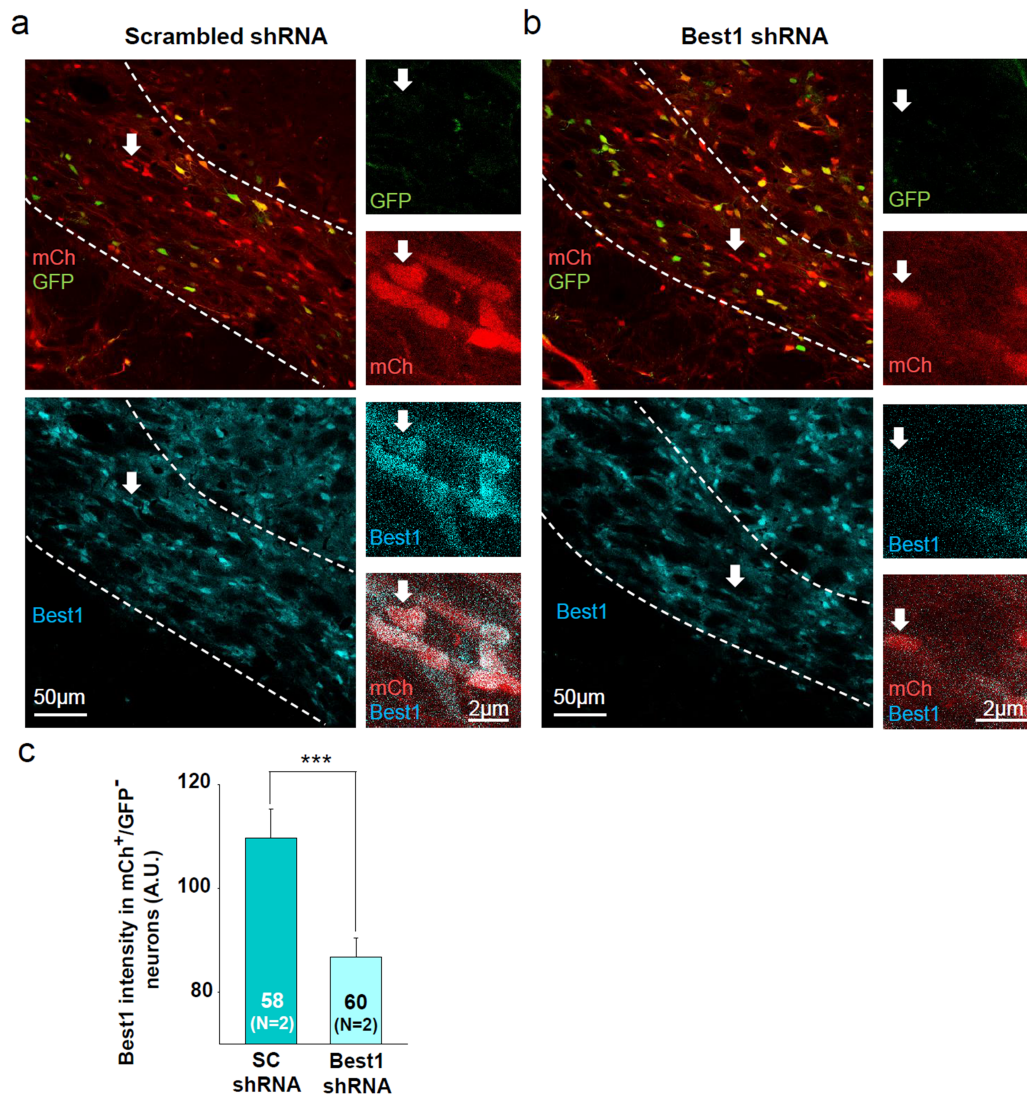 a
Scrambled shRNA
mCh
GFP
GFP
mCh
Best1
50μm
Best1
mCh
Best1
2μm
b
Best1 shRNA
mCh
GFP
GFP
mCh
Best1
50μm
Best1
mCh
Best1
2μm
c
Best1 intensity in mCh⁺/GFP⁻
neurons (A.U.)
120
100
80
***
58
(N=2)
60
(N=2)
SC
shRNA
Best1
shRNA